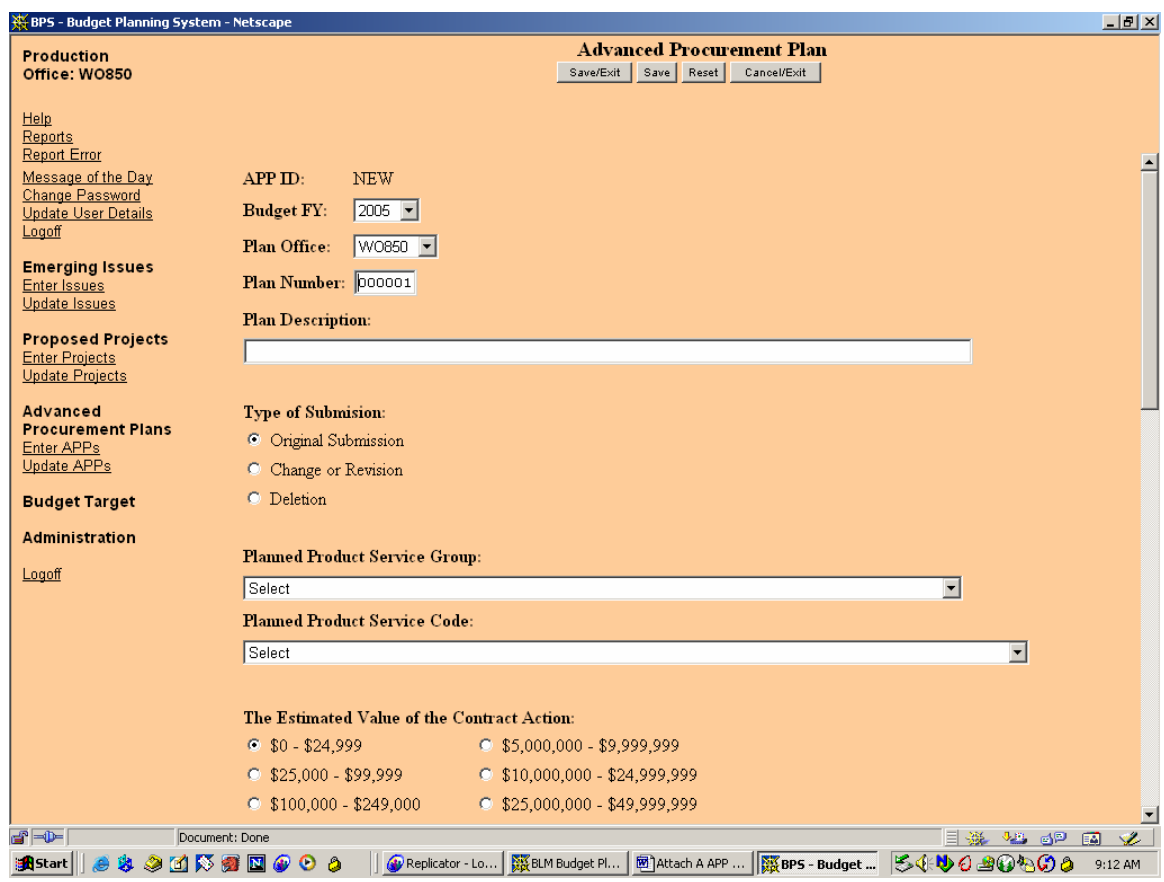 BPS - Budget Planning System - Netscape
Production
Office: WO850
Advanced Procurement Plan
Save/Exit Save Reset Cancel/Exit
Help
Reports
Report Error
Message of the Day
Change Password
Update User Details
Logoff
Emerging Issues
Enter Issues
Update Issues
Proposed Projects
Enter Projects
Update Projects
Advanced
Procurement Plans
Enter APPs
Update APPs
Budget Target
Administration
Logoff
APP ID: NEW
Budget FY: 2005
Plan Office: WO850
Plan Number: 000001
Plan Description:
Type of Submision:
Original Submission
Change or Revision
Deletion
Planned Product Service Group:
Select
Planned Product Service Code:
Select
The Estimated Value of the Contract Action:
$0 - $24,999 $5,000,000 - $9,999,999
$25,000 - $99,999 $10,000,000 - $24,999,999
$100,000 - $249,000 $25,000,000 - $49,999,999
Document: Done
Start Replicator - Lo... BLM Budget Pl... Attach A APP ... BPS - Budget ... 9:12 AM